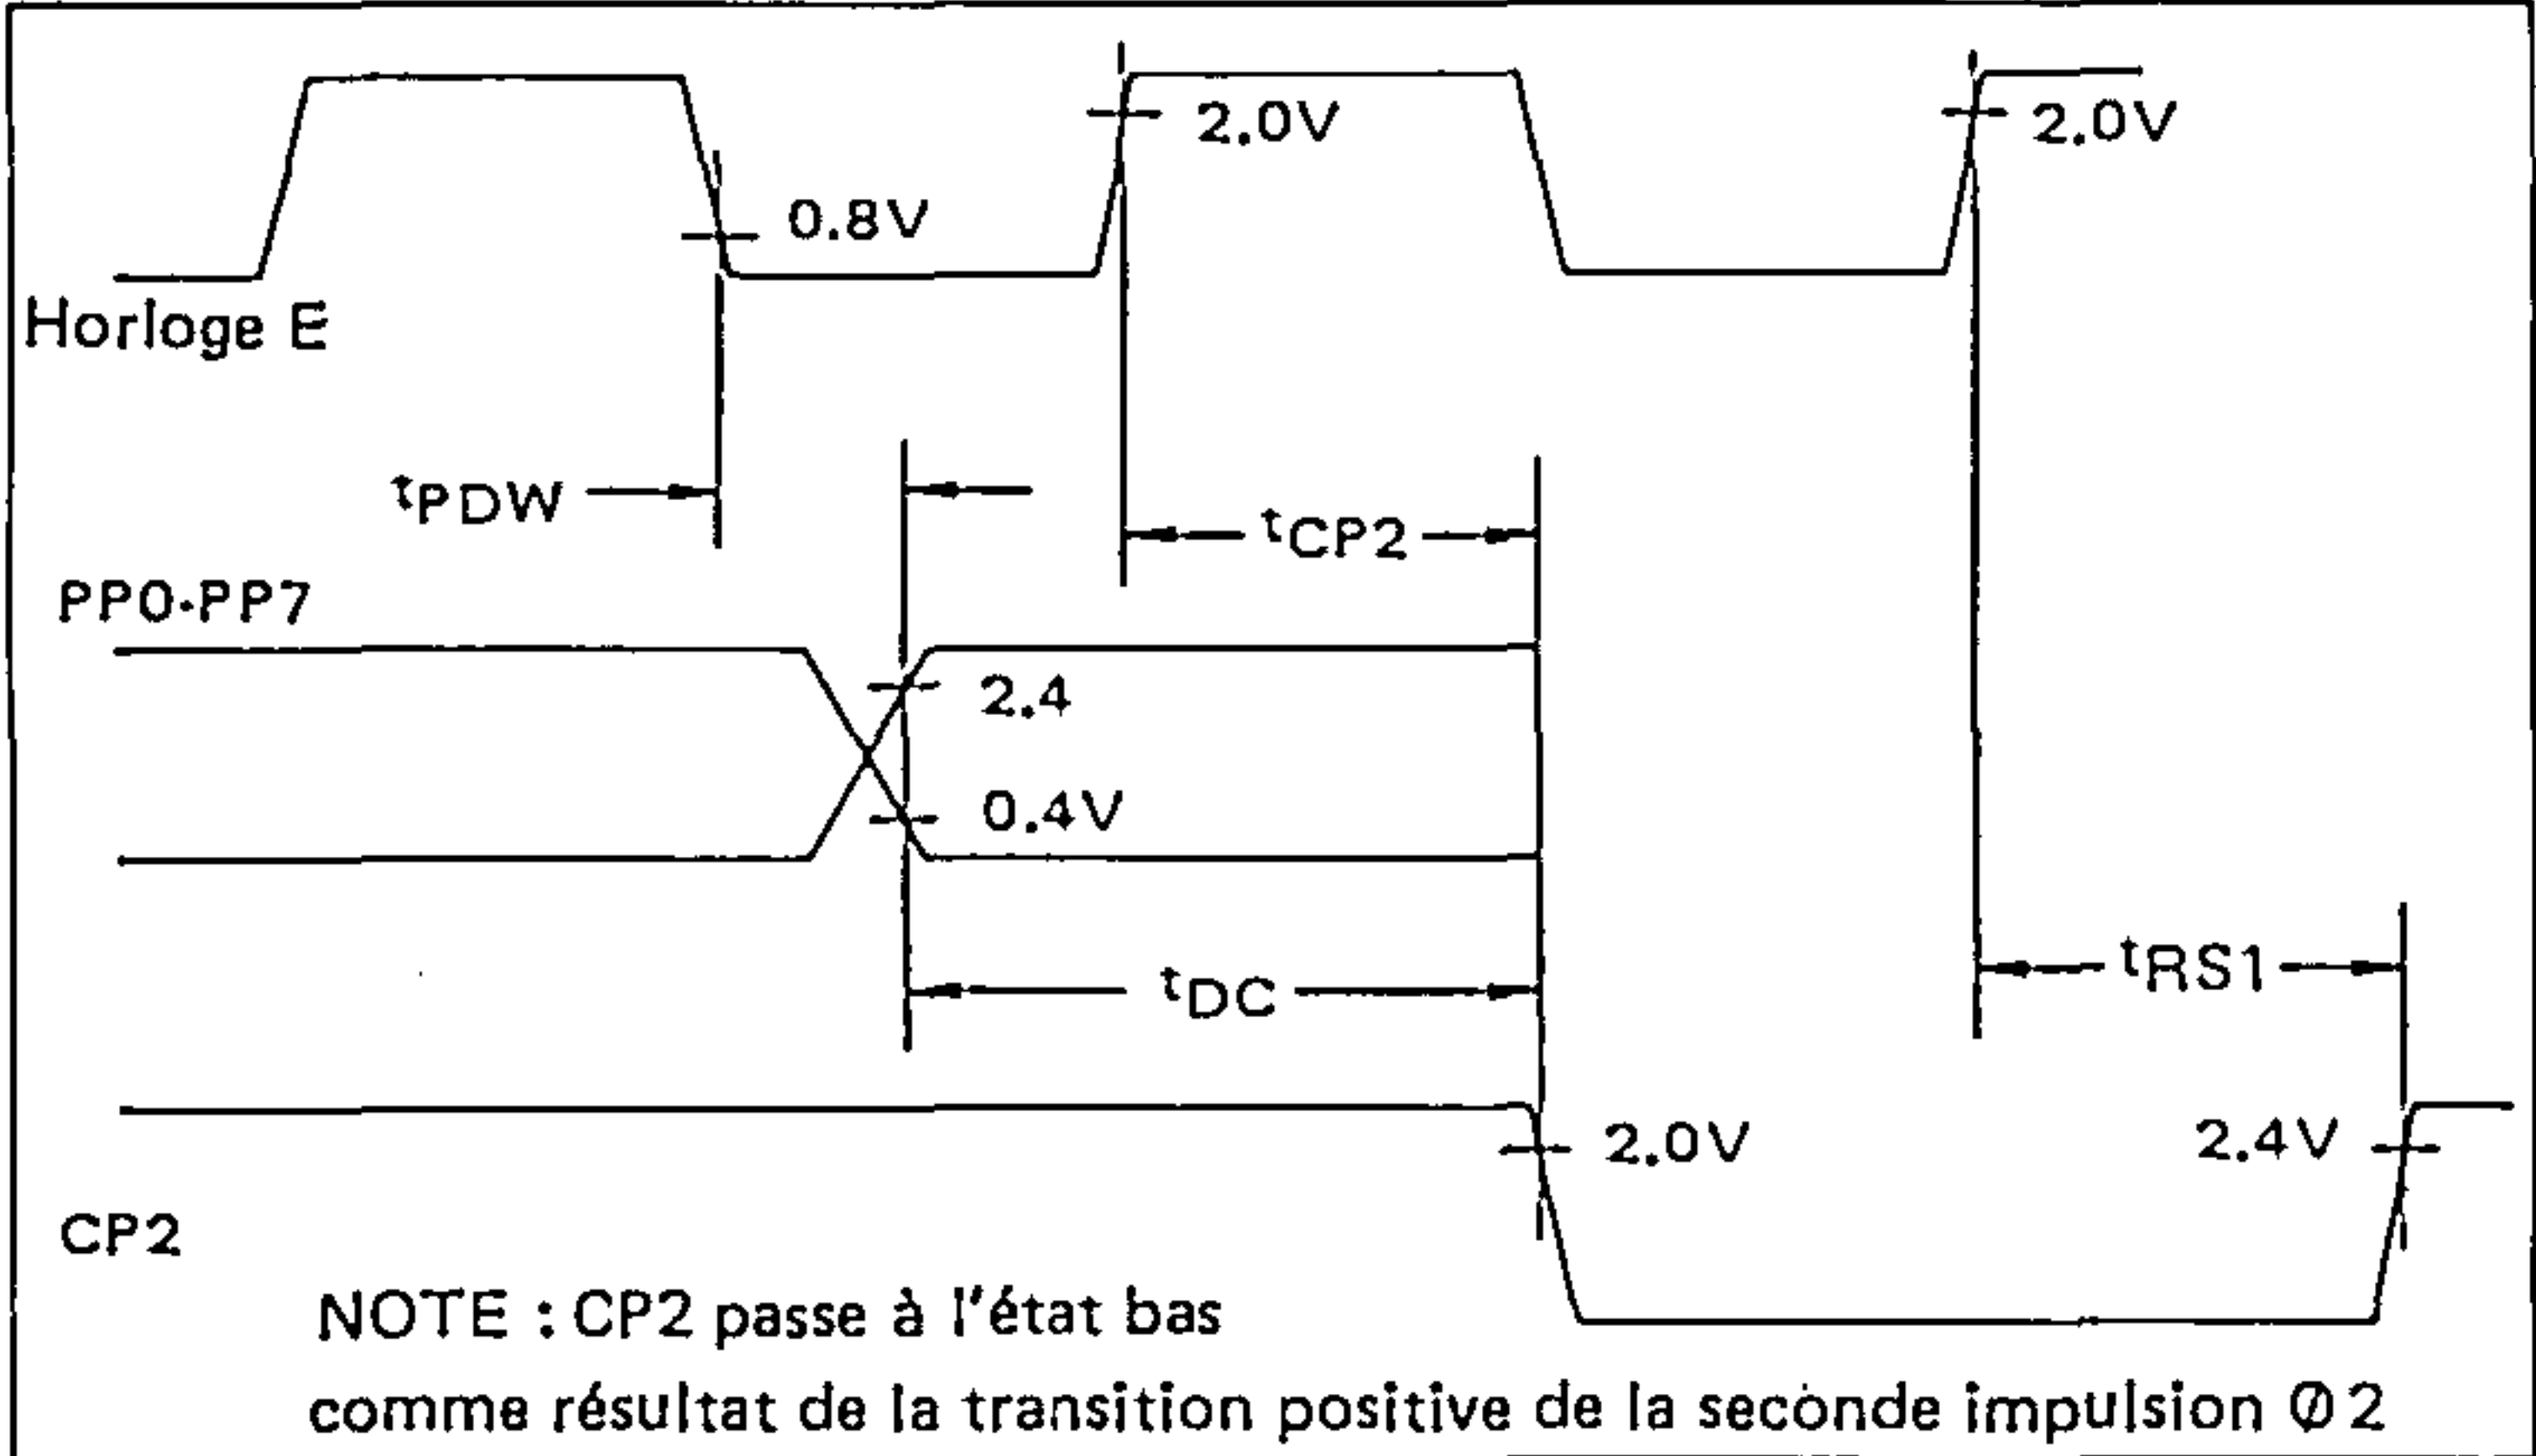 2.0V
2.0V
0.8V
Horloge E
tPDW
tCP2
PP0·PP7
2.4
0.4V
tDC
tRS1
2.0V
2.4V
CP2
NOTE : CP2 passe à l'état bas
comme résultat de la transition positive de la seconde impulsion Ø2